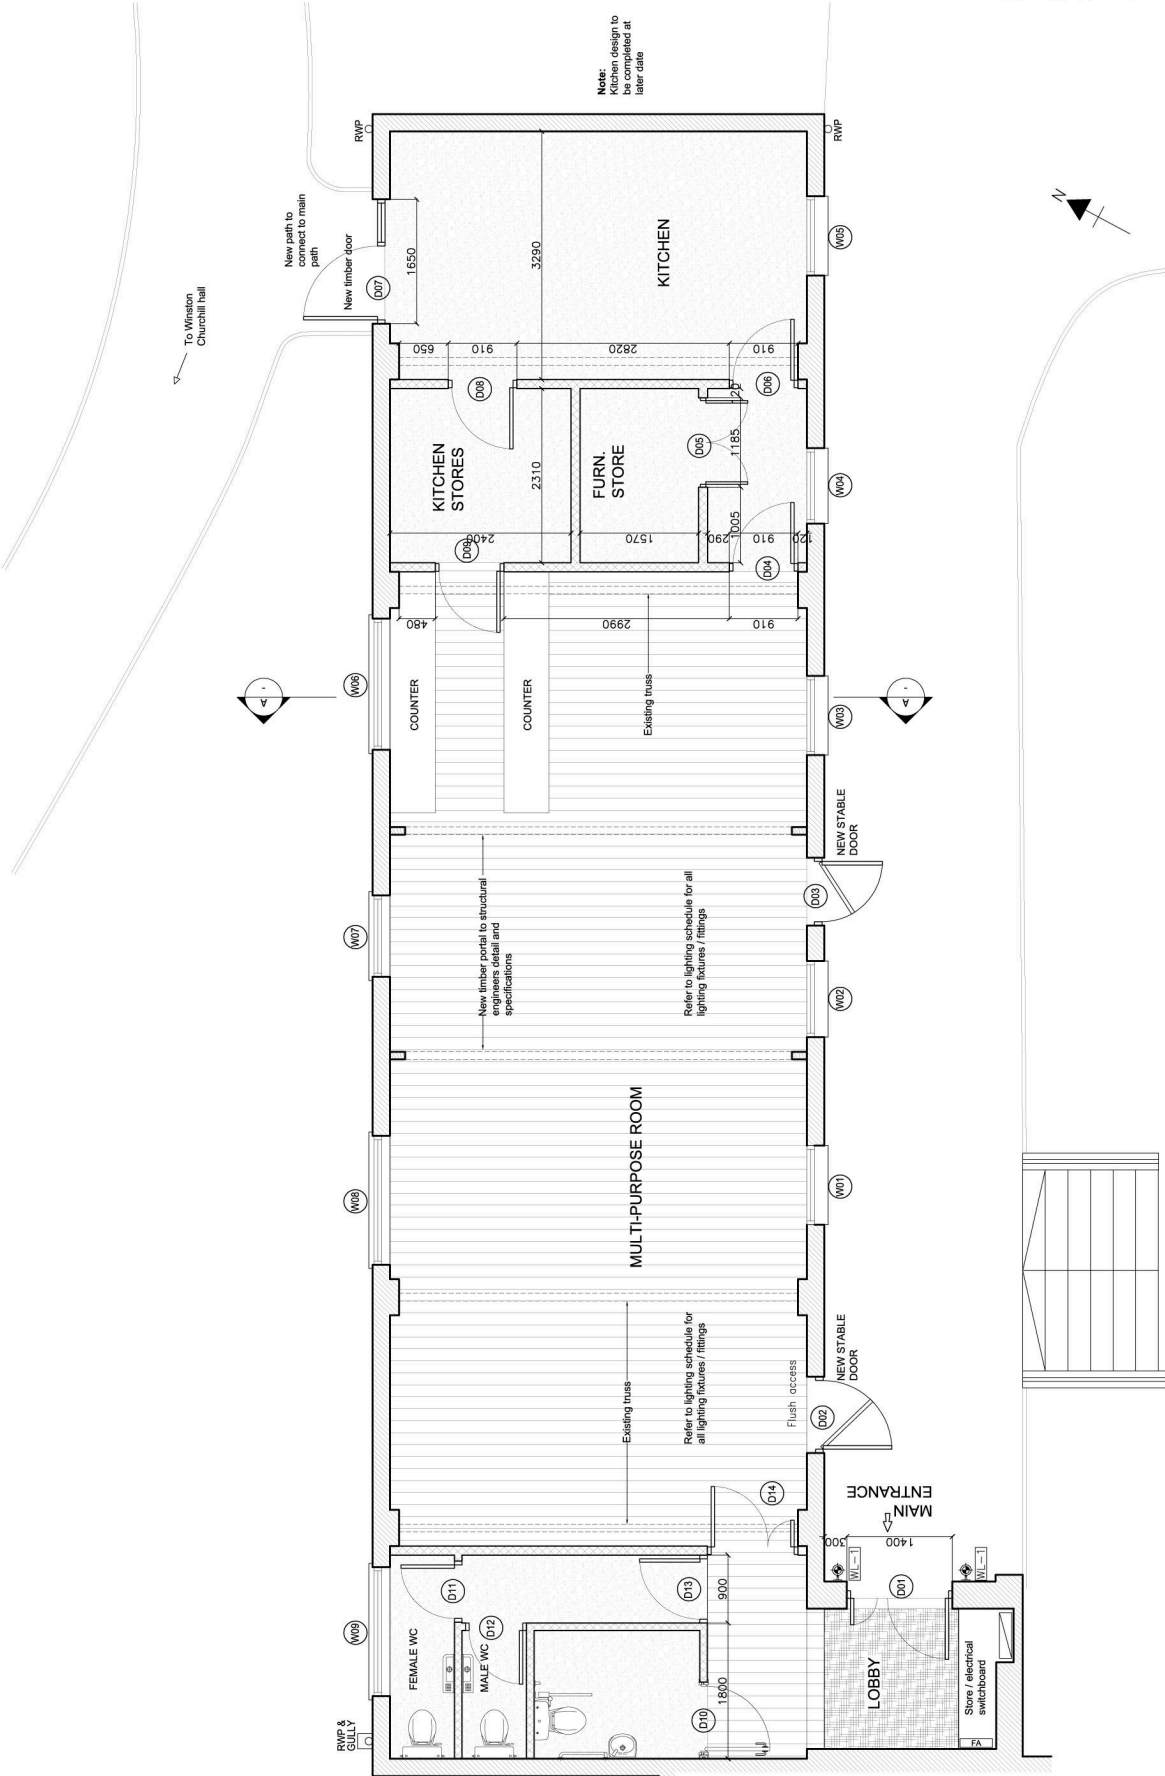 Note:
Kitchen design to
be completed at
later date
RWP
RWP
New path to
connect to main
path
New timber door
1650
D07
To Winston
Churchill hall
N
3290
KITCHEN
W05
650
910
2820
910
D08
D06
120
KITCHEN
STORES
2310
FURN.
STORE
D05
1185
1005
W04
2400
D09
1570
290
910
120
D04
480
2990
910
W06
A
-
COUNTER
COUNTER
Existing truss
W03
A
-
NEW STABLE
DOOR
D03
W07
New timber portal to structural
engineers detail and
specifications
Refer to lighting schedule for all
lighting fixtures / fittings
W02
MULTI-PURPOSE ROOM
W08
W01
Existing truss
Refer to lighting schedule for
all lighting fixtures / fittings
Flush access
NEW STABLE
DOOR
D02
D14
MAIN
ENTRANCE
300
1400
WL-1
WL-1
D01
D11
D13
900
D12
W09
FEMALE WC
MALE WC
1800
D10
LOBBY
Store / electrical
switchboard
FA
RWP &
GULLY